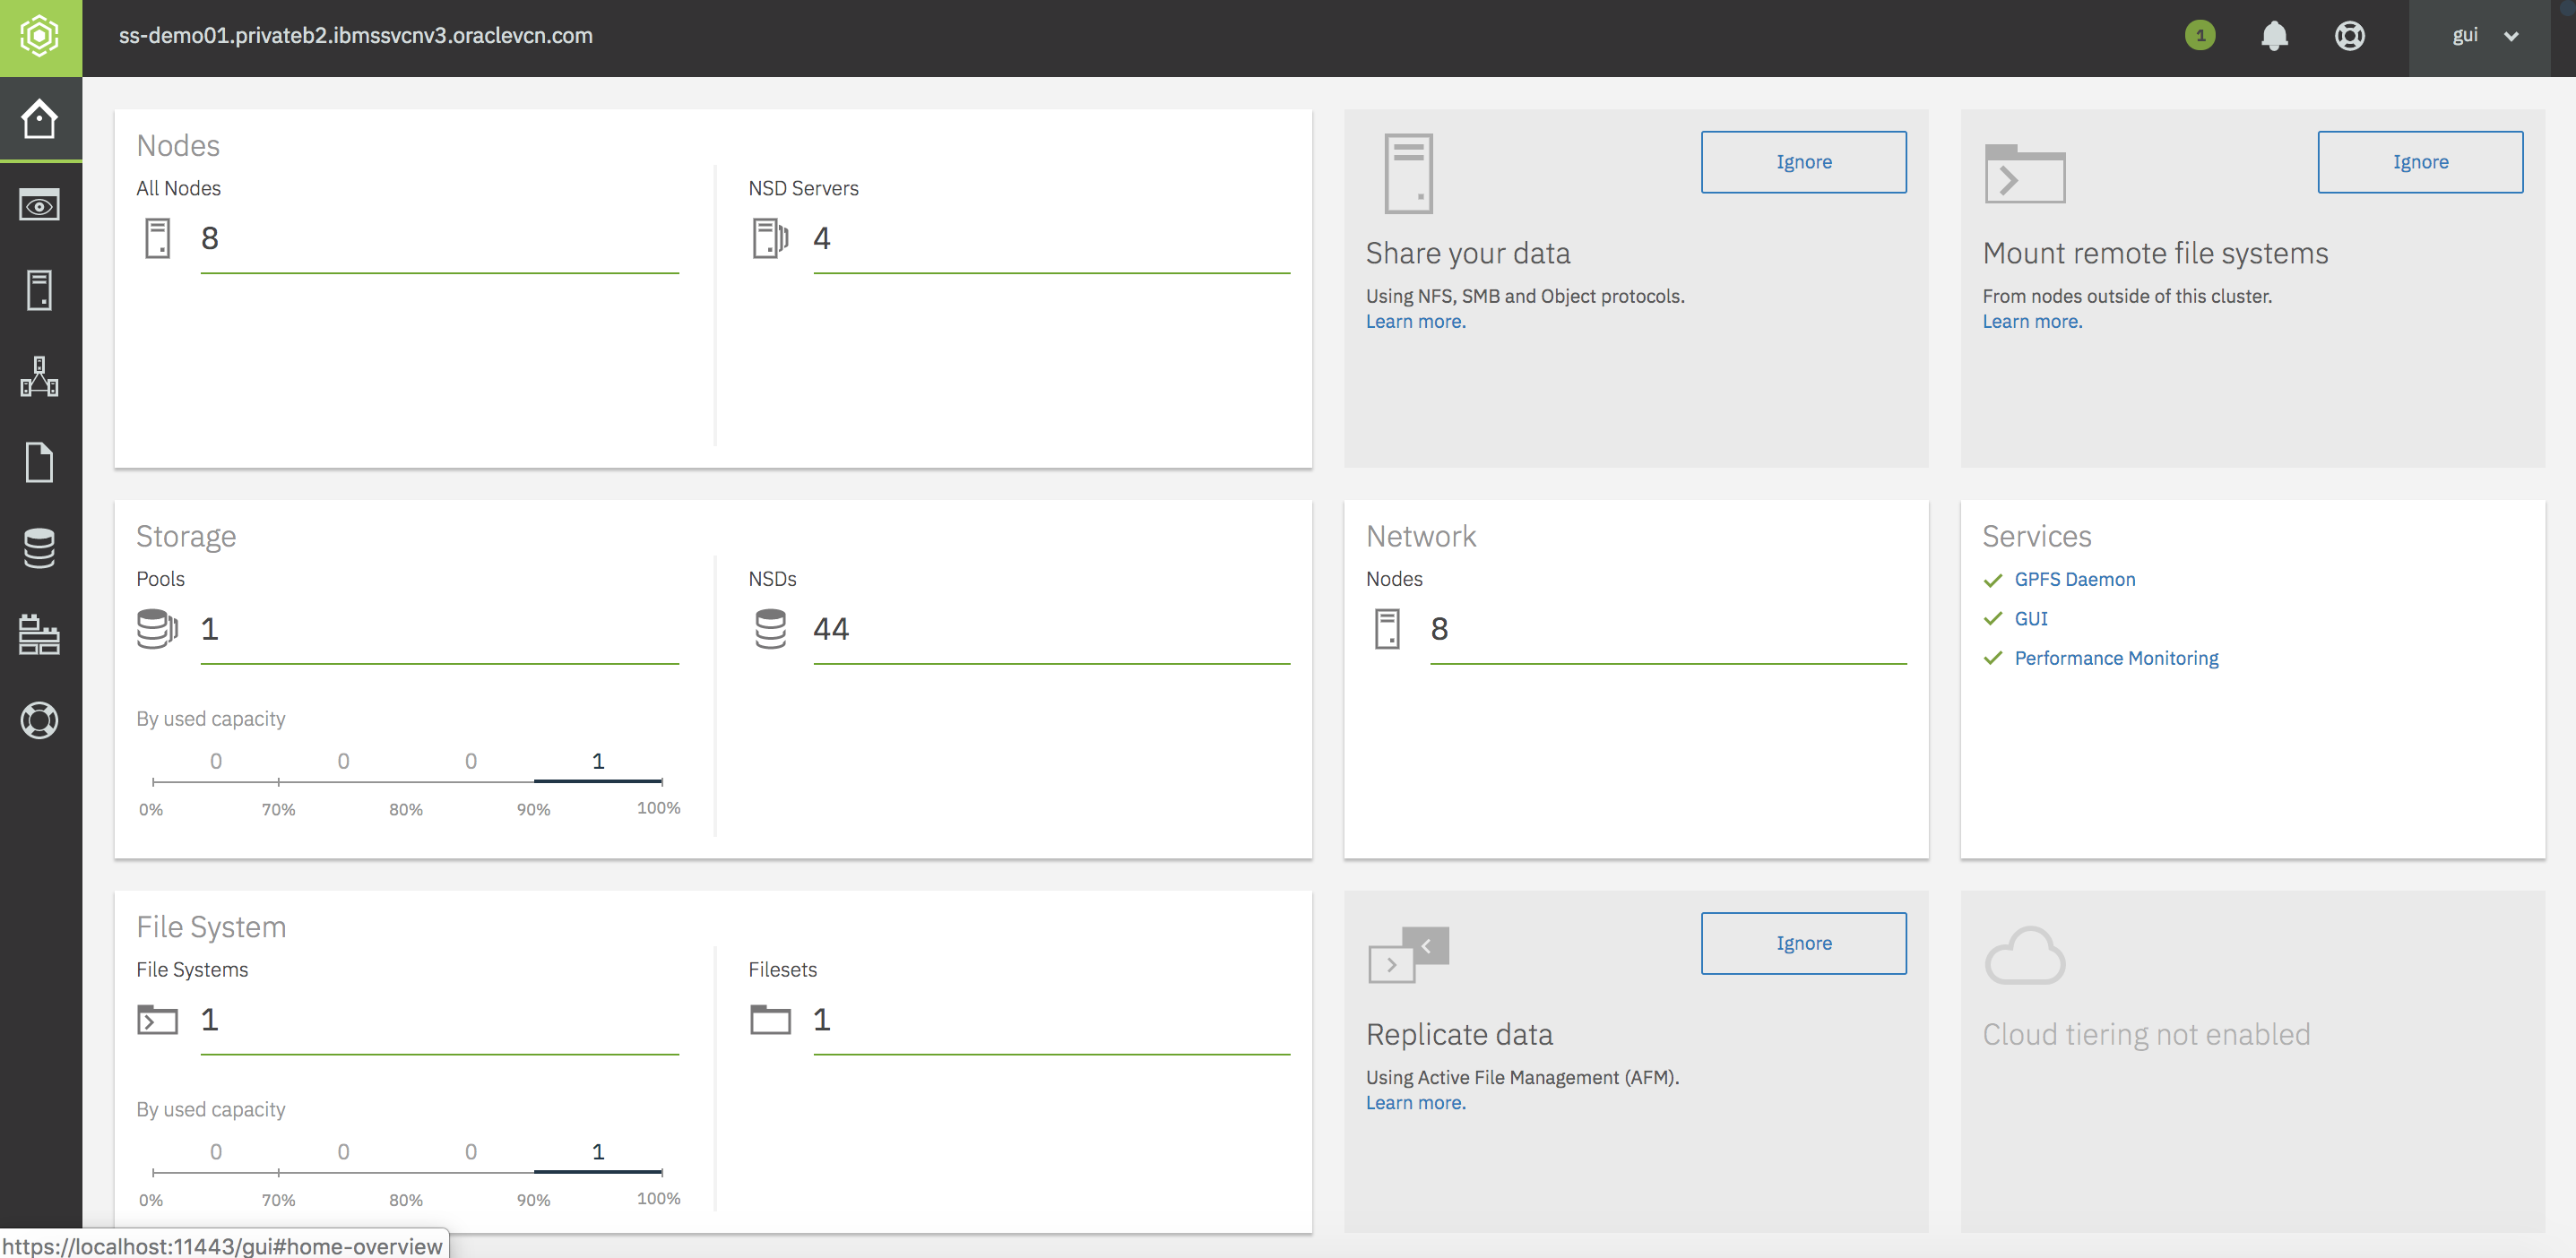 ss-demo01.privateb2.ibmssvcnv3.oraclevcn.com
1
gui
Nodes
All Nodes
8
NSD Servers
4
Ignore
Share your data
Using NFS, SMB and Object protocols.
Learn more.
Ignore
Mount remote file systems
From nodes outside of this cluster.
Learn more.
Storage
Pools
1
By used capacity
0 0 0 1
0% 70% 80% 90% 100%
NSDs
44
Network
Nodes
8
Services
GPFS Daemon
GUI
Performance Monitoring
File System
File Systems
1
By used capacity
0 0 0 1
0% 70% 80% 90% 100%
Filesets
1
Ignore
Replicate data
Using Active File Management (AFM).
Learn more.
Cloud tiering not enabled
https://localhost:11443/gui#home-overview